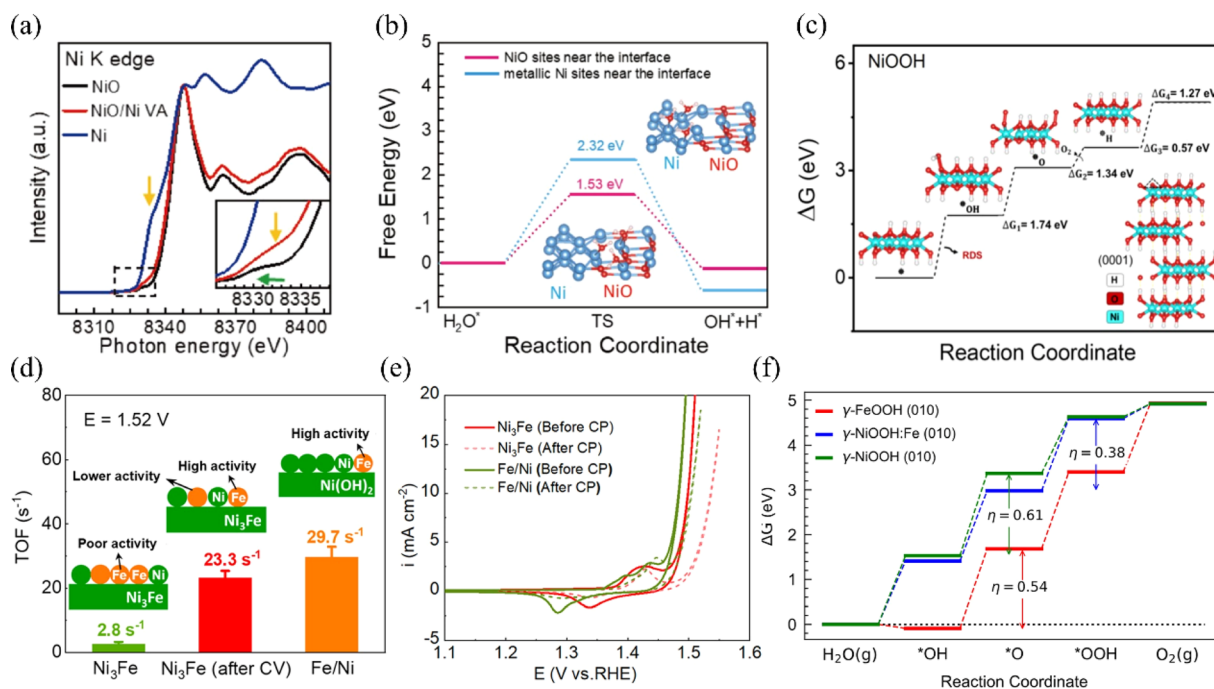 (a)
Ni K edge
NiO
NiO/Ni VA
Ni
Intensity (a.u.)
8330 8335
8310 8340 8370 8400
Photon energy (eV)
(b)
5
4
3
2
1
0
-1
Free Energy (eV)
NiO sites near the interface
metallic Ni sites near the interface
2.32 eV
Ni NiO
1.53 eV
Ni NiO
H₂O* TS OH*+H*
Reaction Coordinate
(c)
NiOOH
6
3
0
ΔG (eV)
ΔG₄= 1.27 eV
*H
O₂
ΔG₃= 0.57 eV
*O
ΔG₂= 1.34 eV
*OH
ΔG₁= 1.74 eV
*
RDS
(0001)
H
O
Ni
Reaction Coordinate
(d)
80
60
40
20
0
TOF (s⁻¹)
E = 1.52 V
High activity
Ni Fe
Ni(OH)₂
High activity
Lower activity
Ni Fe
Ni₃Fe
29.7 s⁻¹
23.3 s⁻¹
Poor activity
Fe Fe Ni
Ni₃Fe
2.8 s⁻¹
Ni₃Fe Ni₃Fe (after CV) Fe/Ni
(e)
20
15
10
5
0
-5
i (mA cm⁻²)
Ni₃Fe (Before CP)
Ni₃Fe (After CP)
Fe/Ni (Before CP)
Fe/Ni (After CP)
1.1 1.2 1.3 1.4 1.5 1.6
E (V vs.RHE)
(f)
5
4
3
2
1
0
ΔG (eV)
γ-FeOOH (010)
γ-NiOOH:Fe (010)
γ-NiOOH (010)
η = 0.38
η = 0.61
η = 0.54
H₂O(g) *OH *O *OOH O₂(g)
Reaction Coordinate